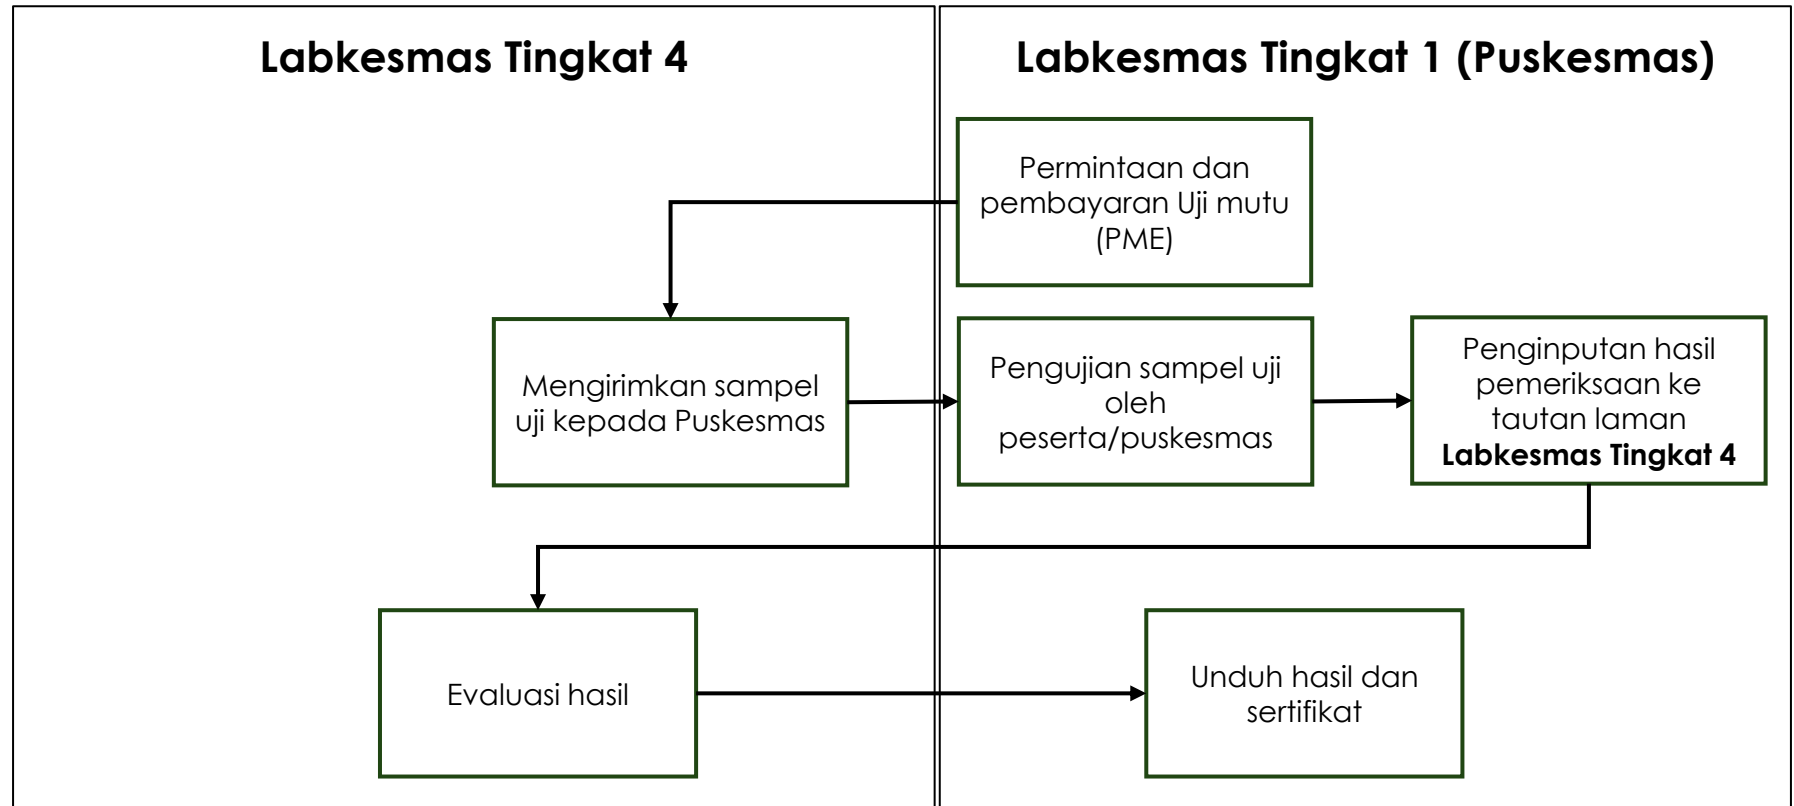 Labkesmas Tingkat 4
Labkesmas Tingkat 1 (Puskesmas)
Permintaan dan
pembayaran Uji mutu
(PME)
Mengirimkan sampel
uji kepada Puskesmas
Pengujian sampel uji
oleh
peserta/puskesmas
Penginputan hasil
pemeriksaan ke
tautan laman
Labkesmas Tingkat 4
Evaluasi hasil
Unduh hasil dan
sertifikat